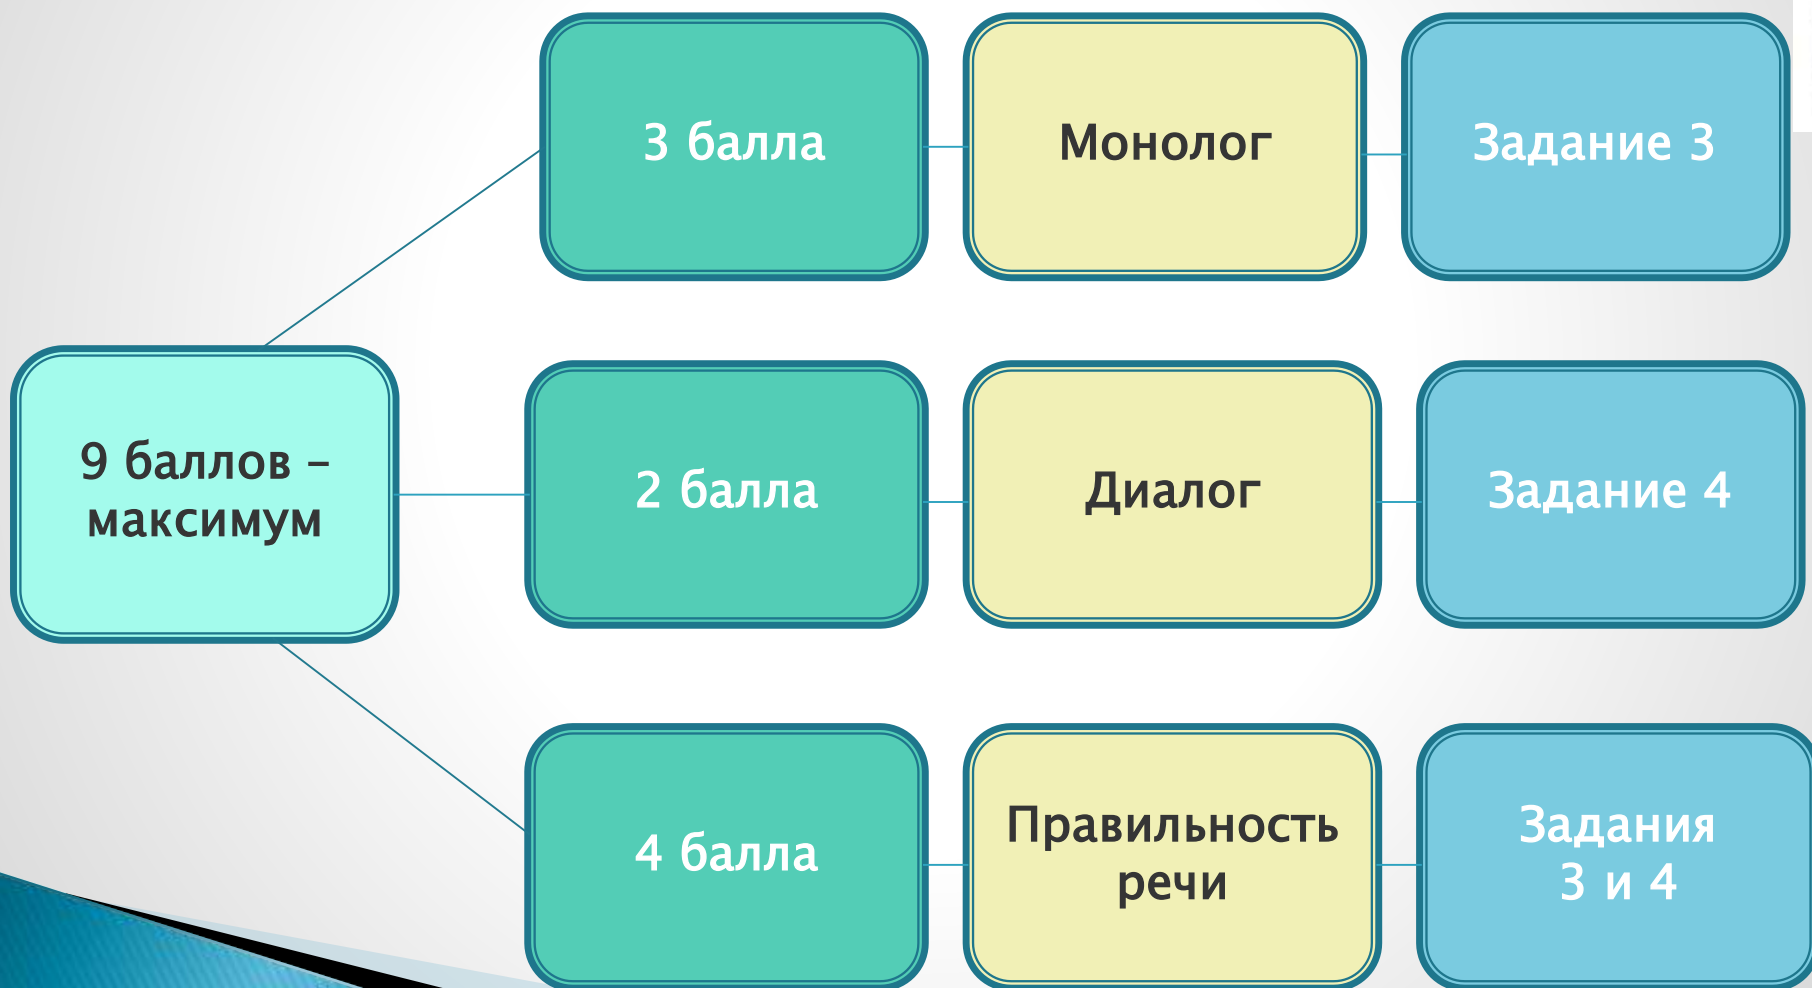 3 балла
Монолог
Задание 3
9 баллов –
максимум
2 балла
Диалог
Задание 4
4 балла
Правильность
речи
Задания
3 и 4